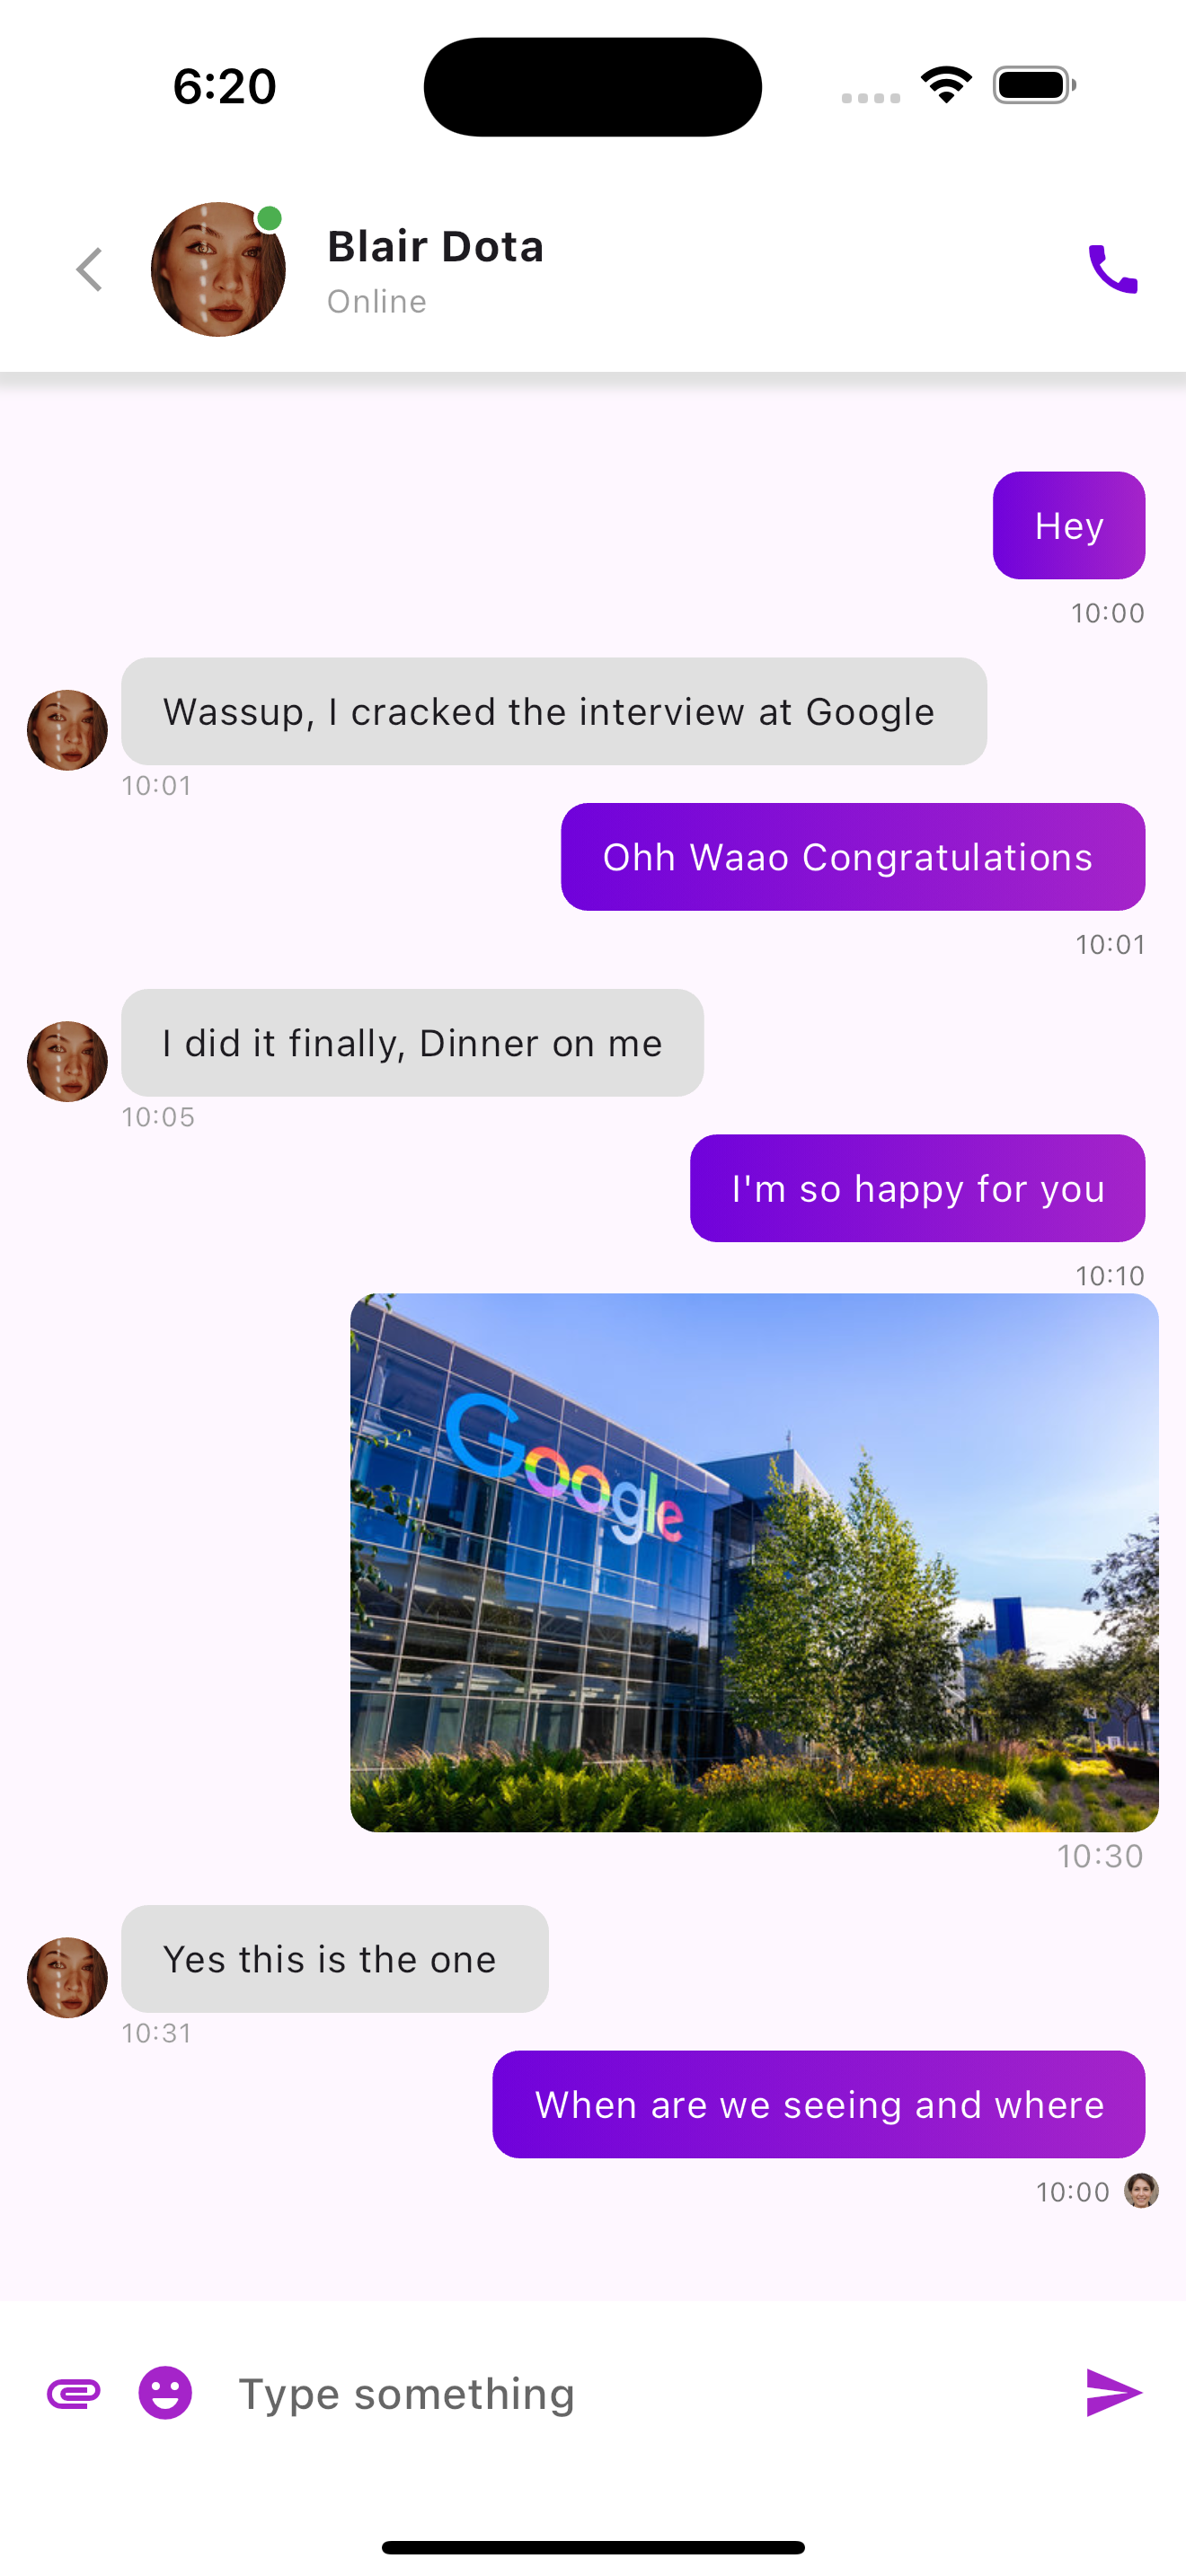 6:20
Blair Dota
Online
Hey
10:00
Wassup, I cracked the interview at Google
10:01
Ohh Waao Congratulations
10:01
I did it finally, Dinner on me
10:05
I'm so happy for you
10:10
Google
43
10:30
Yes this is the one
10:31
When are we seeing and where
10:00
Type something